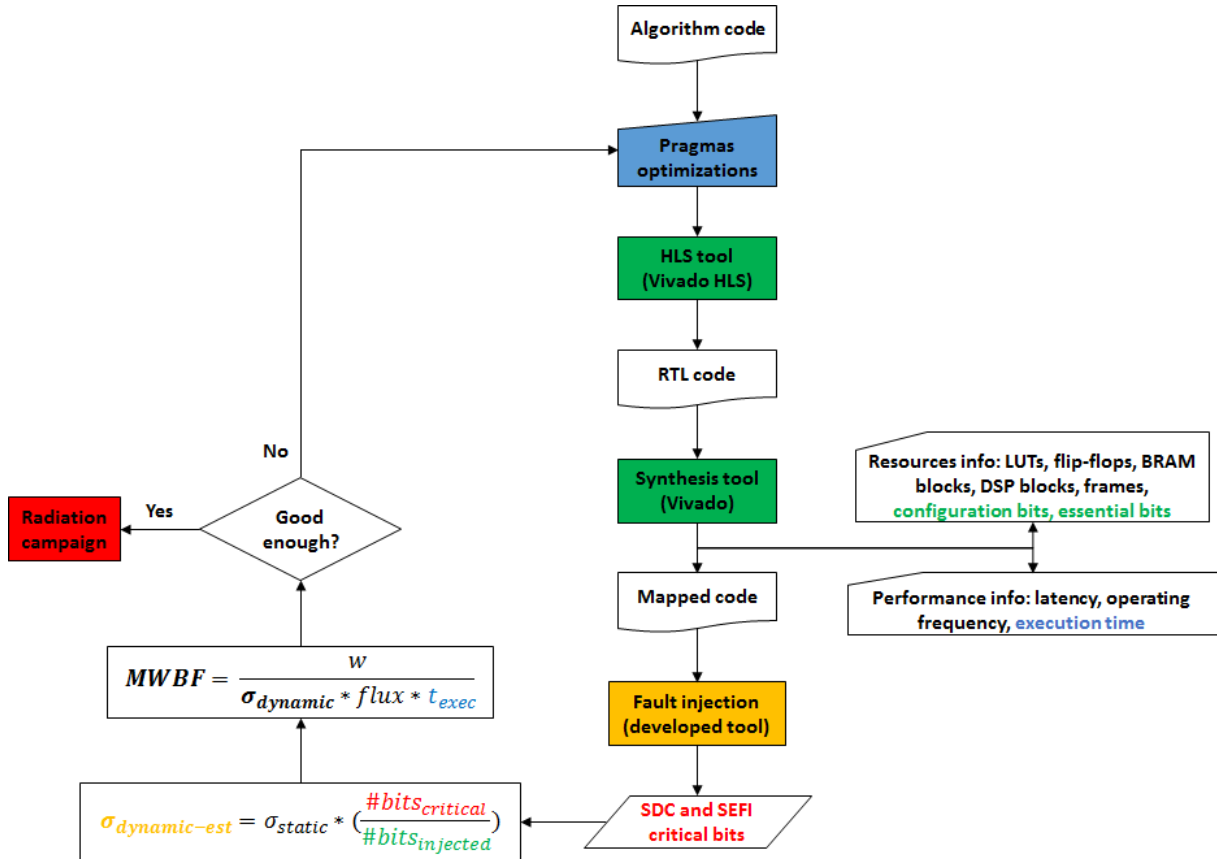 Algorithm code
Pragmas
optimizations
HLS tool
(Vivado HLS)
RTL code
No
Resources info: LUTs, flip-flops, BRAM
blocks, DSP blocks, frames,
configuration bits, essential bits
Synthesis tool
(Vivado)
Radiation
campaign
Yes
Good
enough?
Mapped code
Performance info: latency, operating
frequency, execution time
MWBF = w / σdynamic * flux * texec
Fault injection
(developed tool)
σdynamic−est = σstatic * (#bitscritical / #bitsinjected)
SDC and SEFI
critical bits